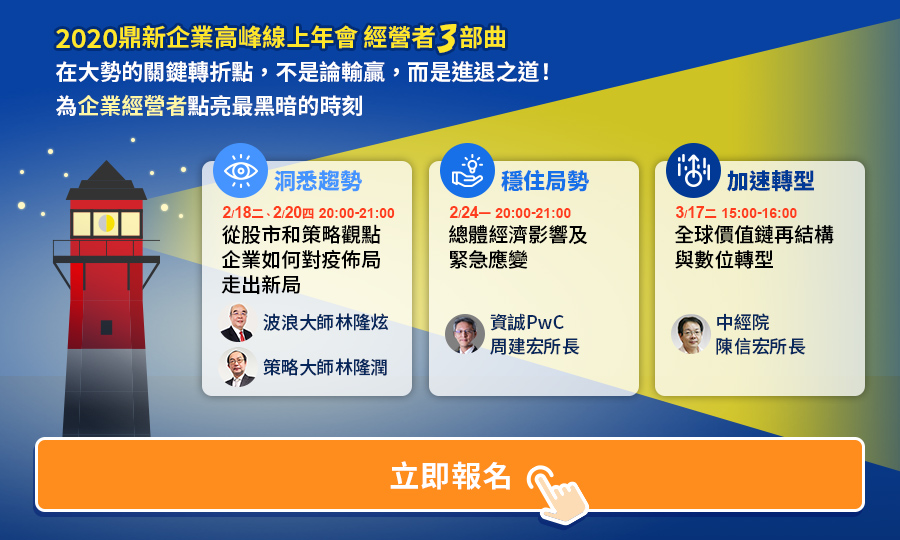 2020鼎新企業高峰線上年會 經營者3部曲
在大勢的關鍵轉折點，不是論輸贏，而是進退之道！
為企業經營者點亮最黑暗的時刻
洞悉趨勢
2/18二、2/20四 20:00-21:00
從股市和策略觀點
企業如何對疫佈局
走出新局
波浪大師林隆炫
策略大師林隆潤
穩住局勢
2/24一 20:00-21:00
總體經濟影響及
緊急應變
資誠PwC
周建宏所長
加速轉型
3/17二 15:00-16:00
全球價值鏈再結構
與數位轉型
中經院
陳信宏所長
立即報名